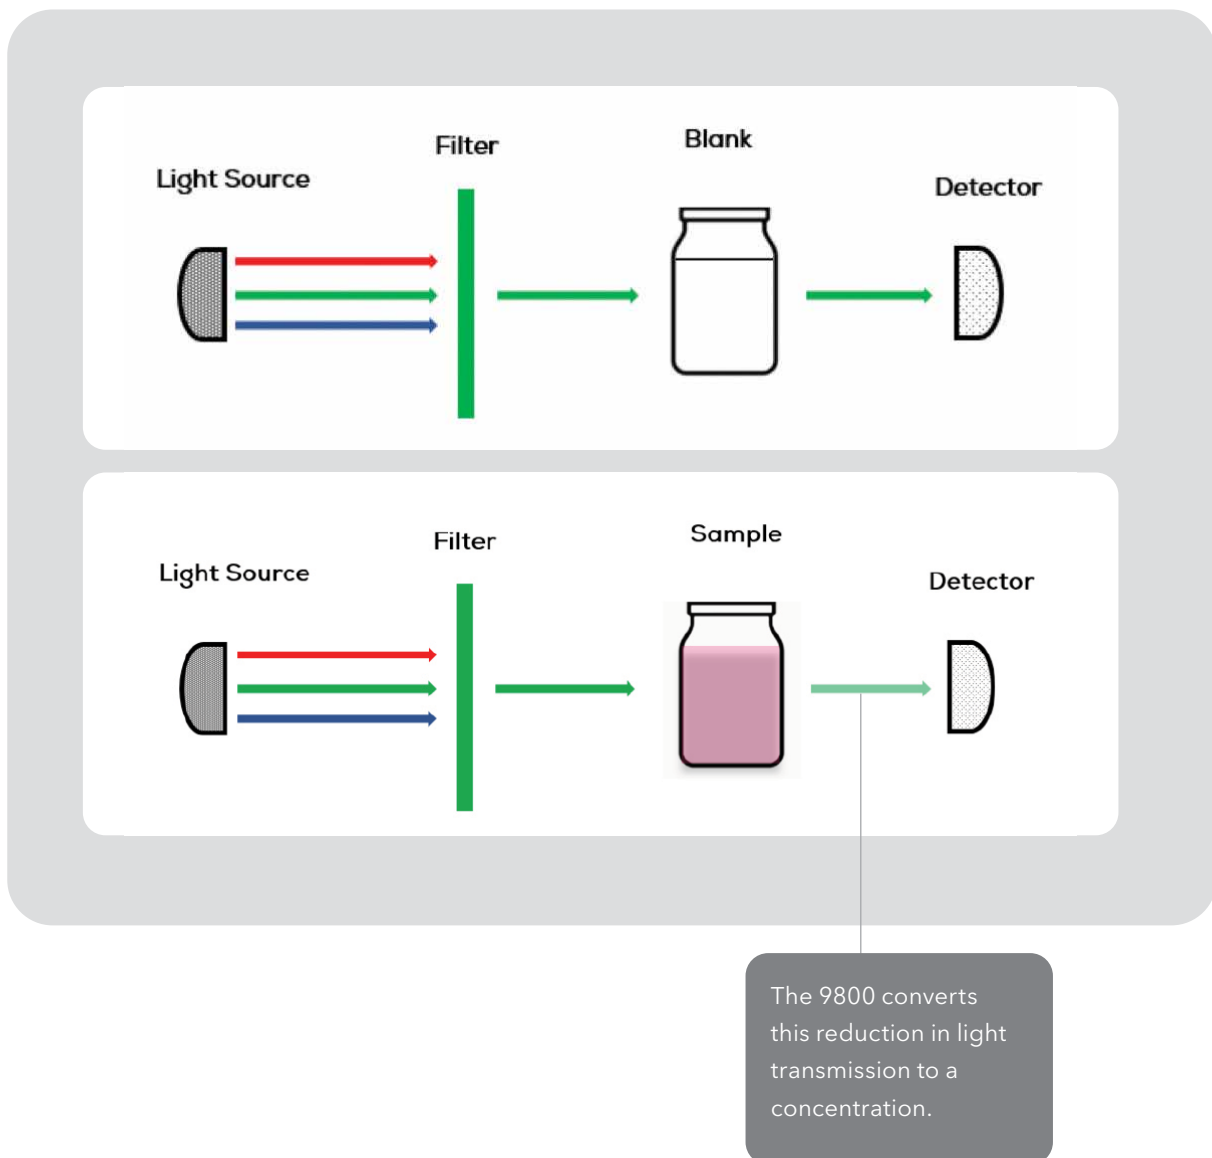 Light Source
Filter
Blank
Detector
Light Source
Filter
Sample
Detector
The 9800 converts
this reduction in light
transmission to a
concentration.